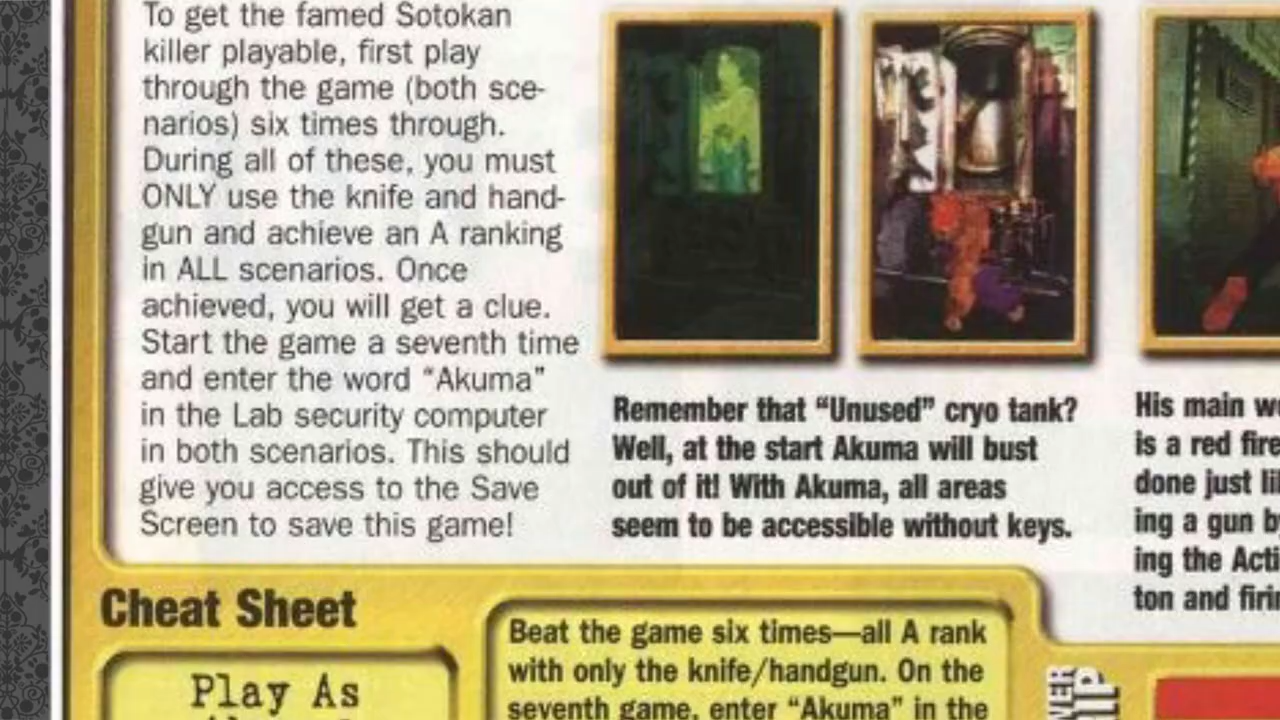 To get the famed Sotokan
killer playable, first play
through the game (both sce-
narios) six times through.
During all of these, you must
ONLY use the knife and hand-
gun and achieve an A ranking
in ALL scenarios. Once
achieved, you will get a clue.
Start the game a seventh time
and enter the word “Akuma”
in the Lab security computer
in both scenarios. This should
give you access to the Save
Screen to save this game!
Remember that “Unused” cryo tank?
Well, at the start Akuma will bust
out of it! With Akuma, all areas
seem to be accessible without keys.
His main
is a red fire
done just
ing a gun
ing the
ton and
Cheat Sheet
Play As
Beat the game six times—all A rank
with only the knife/handgun. On the
seventh game, enter “Akuma” in the